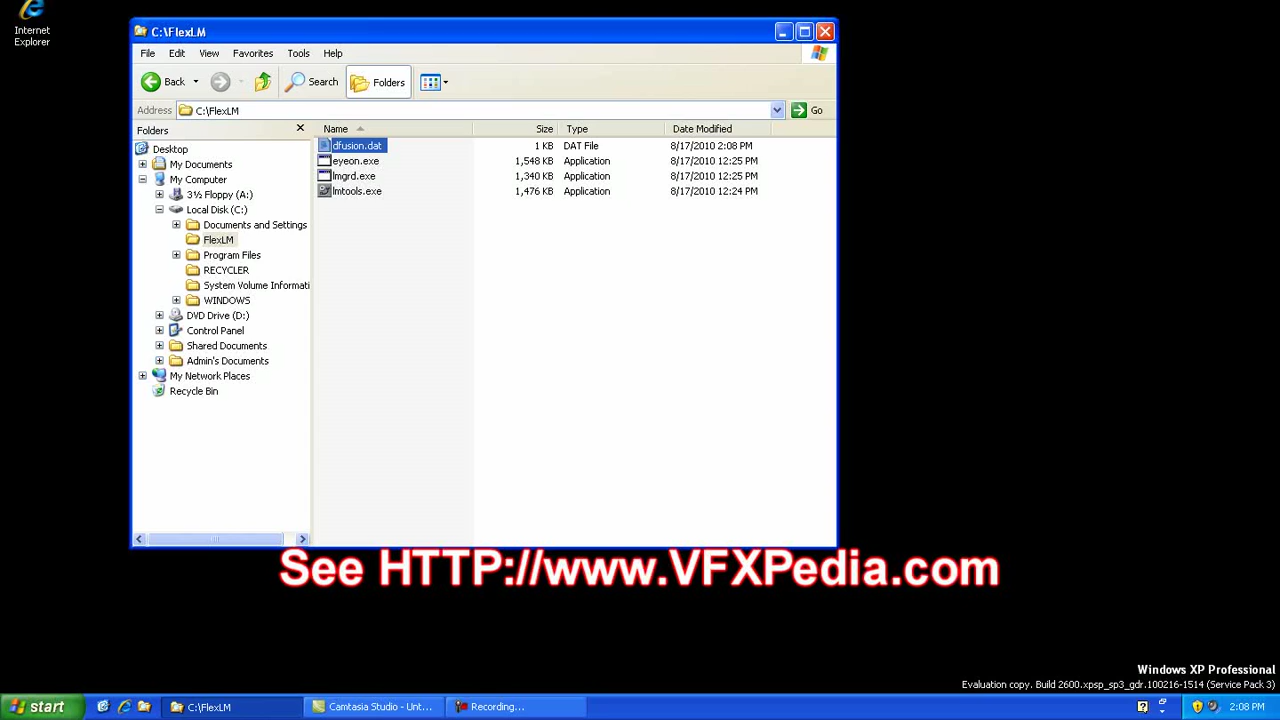 Internet
Explorer
C:\FlexLM
File Edit View Favorites Tools Help
Back Search Folders
Address C:\FlexLM Go
Folders
Name Size Type Date Modified
dfusion.dat 1 KB DAT File 8/17/2010 2:08 PM
eyeon.exe 1,548 KB Application 8/17/2010 12:25 PM
lmgrd.exe 1,340 KB Application 8/17/2010 12:25 PM
lmtools.exe 1,476 KB Application 8/17/2010 12:24 PM
Desktop
My Documents
My Computer
3½ Floppy (A:)
Local Disk (C:)
Documents and Settings
FlexLM
Program Files
RECYCLER
System Volume Informati
WINDOWS
DVD Drive (D:)
Control Panel
Shared Documents
Admin's Documents
My Network Places
Recycle Bin
See HTTP://www.VFXPedia.com
Windows XP Professional
Evaluation copy. Build 2600.xpsp_sp3_gdr.100216-1514 (Service Pack 3)
start C:\FlexLM Camtasia Studio - Unt... Recording... 2:08 PM